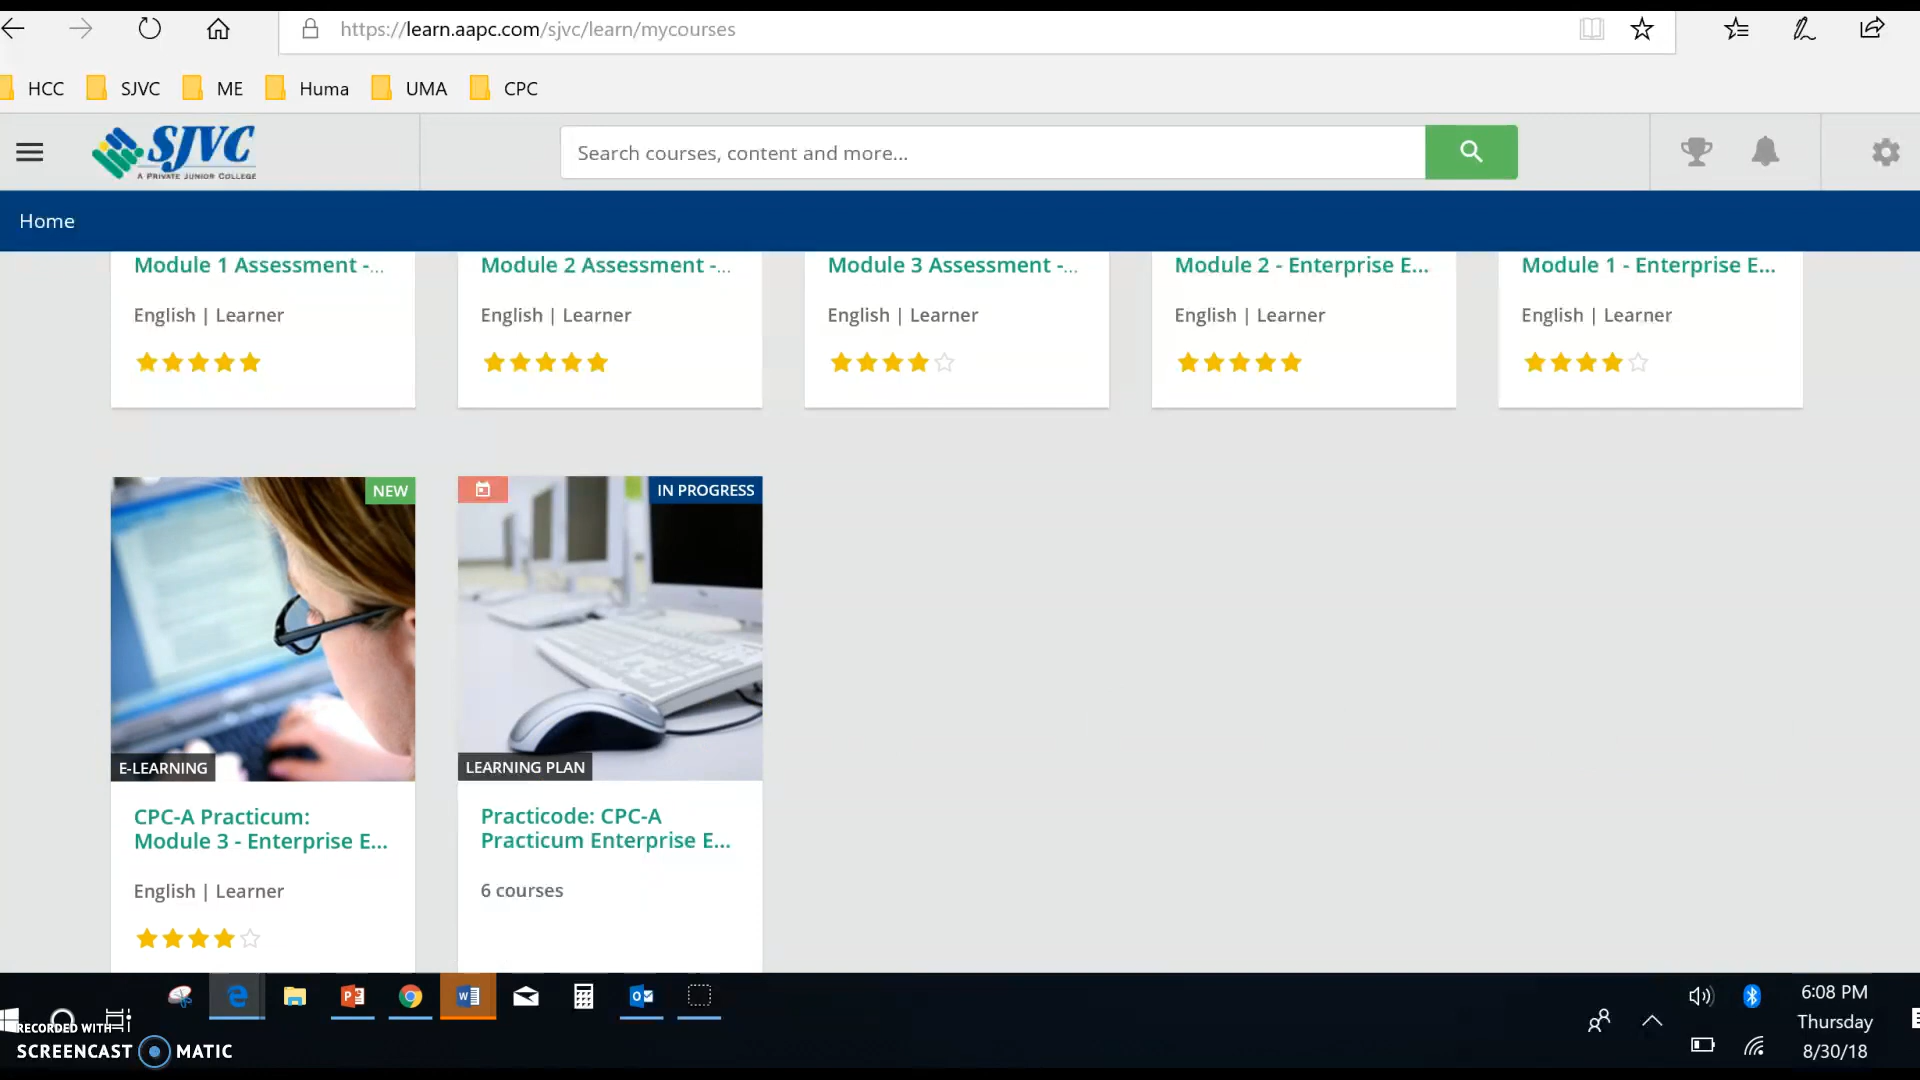 https://learn.aapc.com/sjvc/learn/mycourses
HCC SJVC ME Huma UMA CPC
SJVC
A PRIVATE JUNIOR COLLEGE
Search courses, content and more...
Home
Module 1 Assessment -... Module 2 Assessment -... Module 3 Assessment -... Module 2 - Enterprise E... Module 1 - Enterprise E...
English | Learner English | Learner English | Learner English | Learner English | Learner
NEW IN PROGRESS
E-LEARNING LEARNING PLAN
CPC-A Practicum:
Module 3 - Enterprise E...
English | Learner
Practicode: CPC-A
Practicum Enterprise E...
6 courses
6:08 PM
Thursday
8/30/18
RECORDED WITH
SCREENCAST MATIC